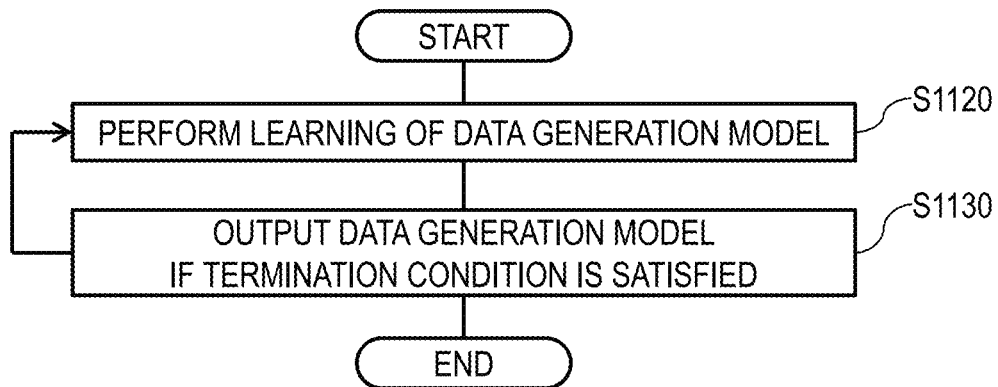 START
S1120
PERFORM LEARNING OF DATA GENERATION MODEL
S1130
OUTPUT DATA GENERATION MODEL
IF TERMINATION CONDITION IS SATISFIED
END